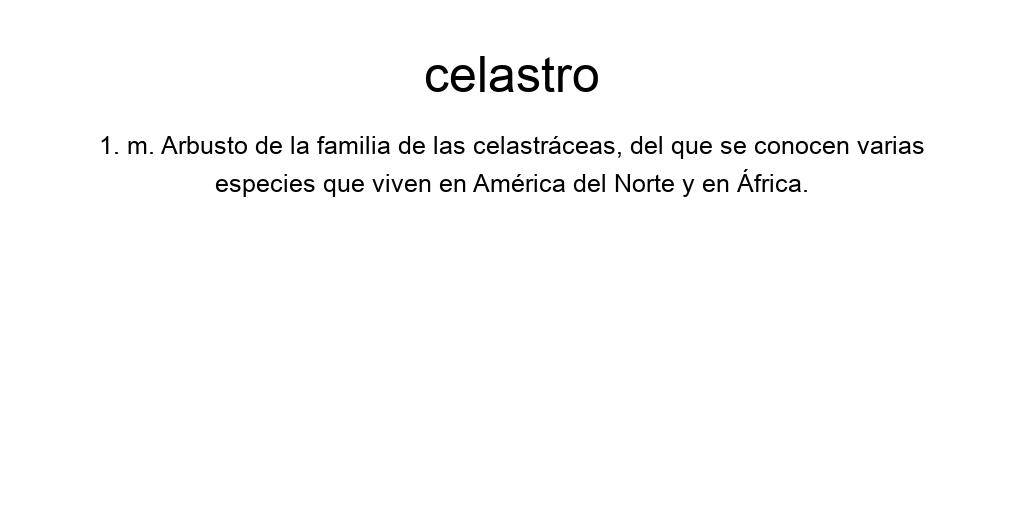 celastro
1. m. Arbusto de la familia de las celastráceas, del que se conocen varias
especies que viven en América del Norte y en África.